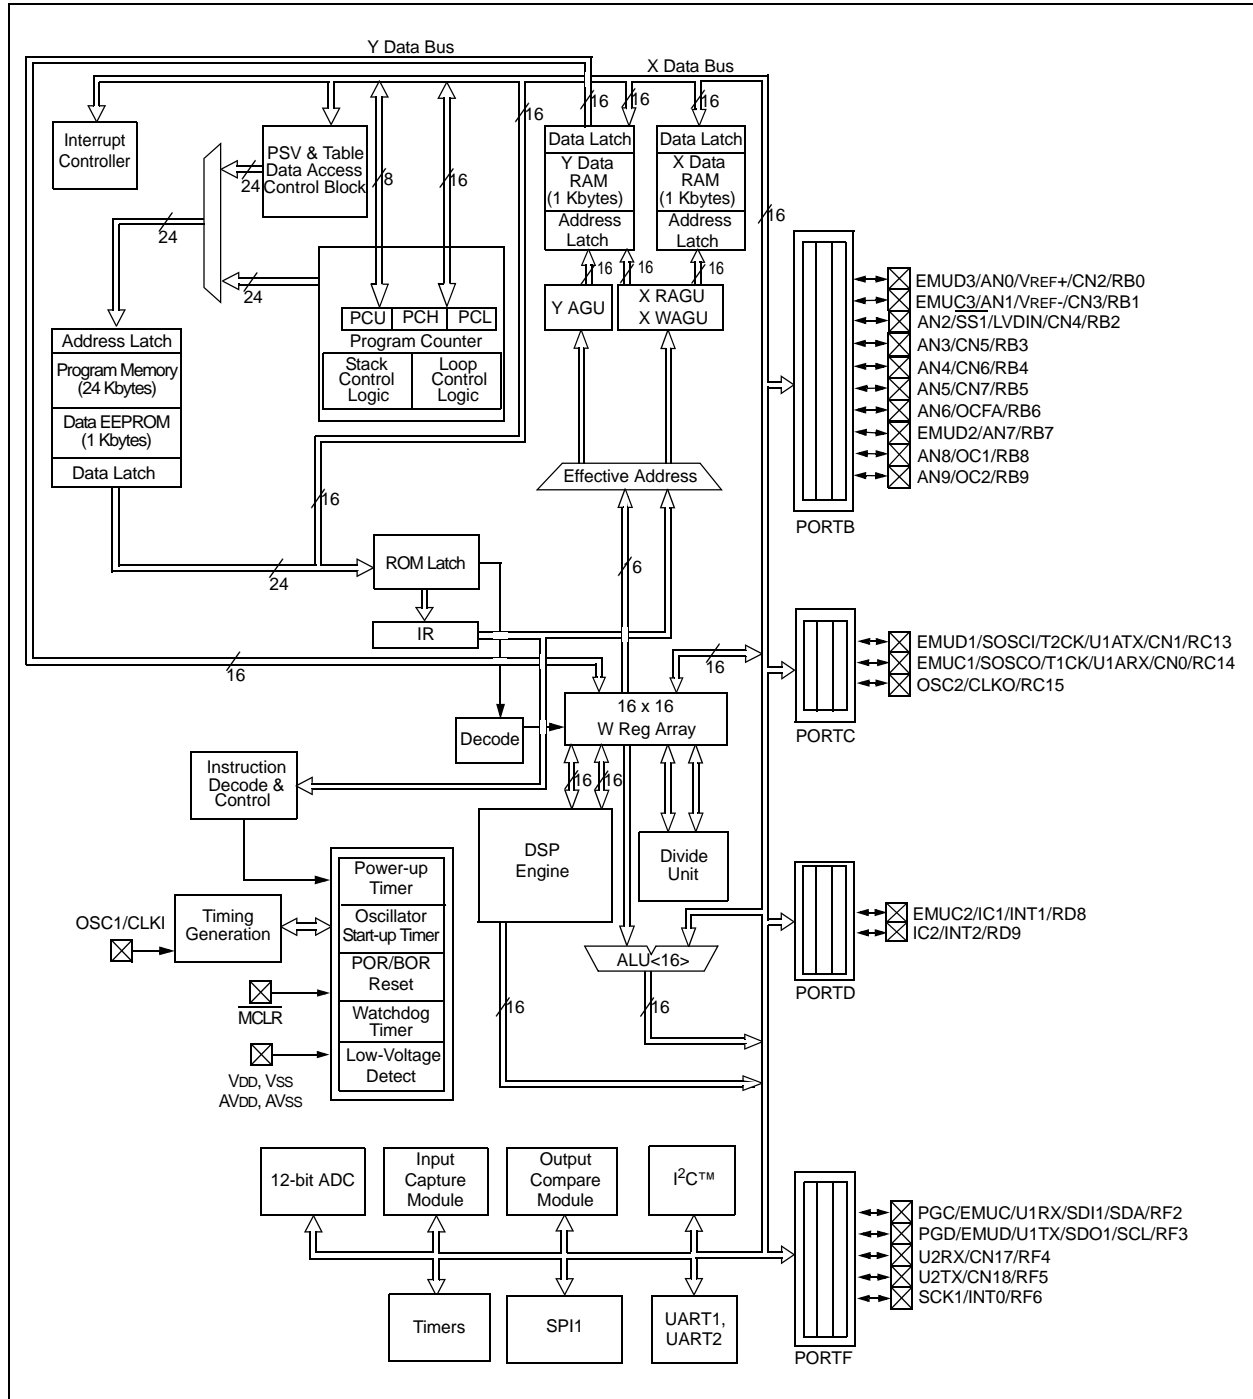 Y Data Bus
X Data Bus
16
16
16
16
Interrupt
Controller
PSV & Table
Data Access
Control Block
24
8
16
Data Latch
Y Data
RAM
(1 Kbytes)
Address
Latch
Data Latch
X Data
RAM
(1 Kbytes)
Address
Latch
16
24
24
16
16
16
Y AGU
X RAGU
X WAGU
PCU
PCH
PCL
Program Counter
Stack
Control
Logic
Loop
Control
Logic
Address Latch
Program Memory
(24 Kbytes)
Data EEPROM
(1 Kbytes)
Data Latch
Effective Address
16
24
ROM Latch
6
IR
16
16
16 x 16
W Reg Array
Decode
Instruction
Decode &
Control
16
16
DSP
Engine
Divide
Unit
Power-up
Timer
Oscillator
Start-up Timer
POR/BOR
Reset
Watchdog
Timer
Low-Voltage
Detect
OSC1/CLKI
Timing
Generation
MCLR
VDD, VSS
AVDD, AVSS
ALU<16>
16
16
12-bit ADC
Input
Capture
Module
Output
Compare
Module
I2C™
Timers
SPI1
UART1,
UART2
EMUD3/AN0/VREF+/CN2/RB0
EMUC3/AN1/VREF-/CN3/RB1
AN2/SS1/LVDIN/CN4/RB2
AN3/CN5/RB3
AN4/CN6/RB4
AN5/CN7/RB5
AN6/OCFA/RB6
EMUD2/AN7/RB7
AN8/OC1/RB8
AN9/OC2/RB9
PORTB
EMUD1/SOSCI/T2CK/U1ATX/CN1/RC13
EMUC1/SOSCO/T1CK/U1ARX/CN0/RC14
OSC2/CLKO/RC15
PORTC
EMUC2/IC1/INT1/RD8
IC2/INT2/RD9
PORTD
PGC/EMUC/U1RX/SDI1/SDA/RF2
PGD/EMUD/U1TX/SDO1/SCL/RF3
U2RX/CN17/RF4
U2TX/CN18/RF5
SCK1/INT0/RF6
PORTF